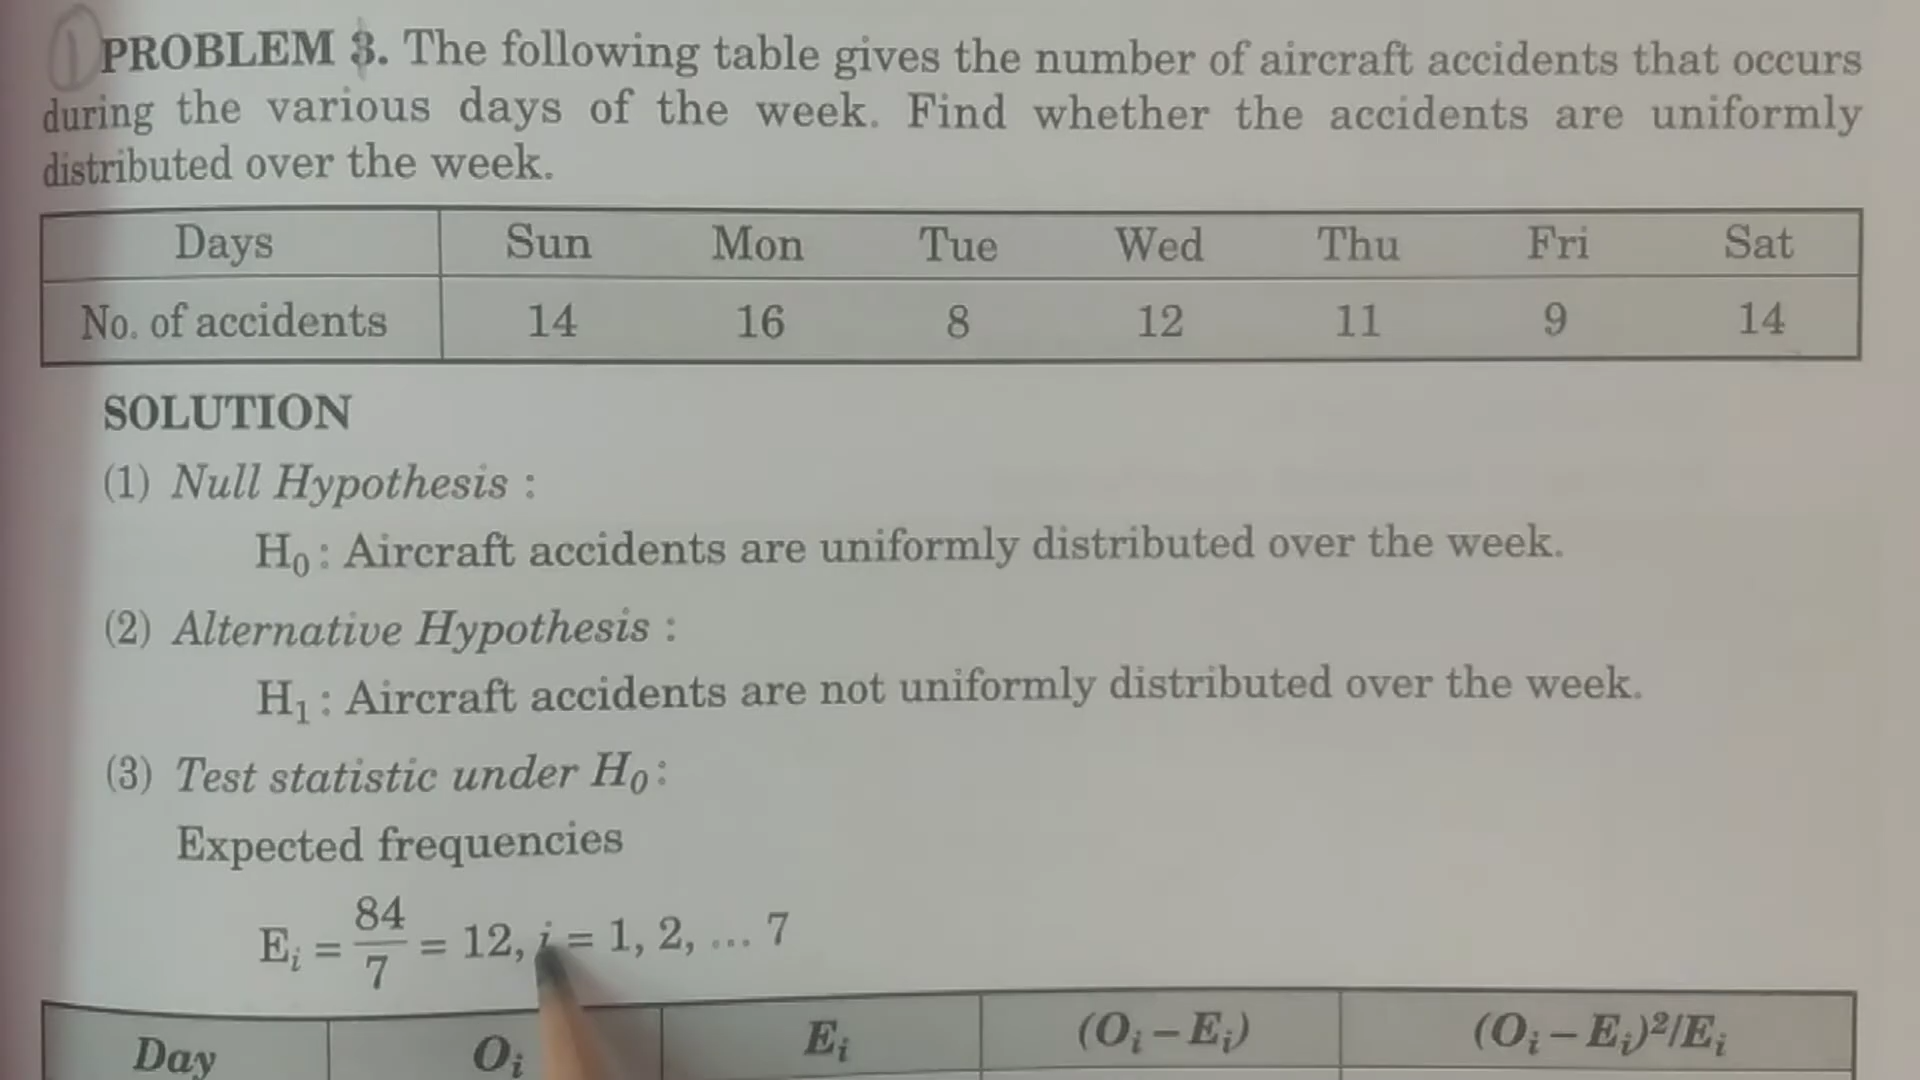 ① PROBLEM 3. The following table gives the number of aircraft accidents that occurs
during the various days of the week. Find whether the accidents are uniformly
distributed over the week.
Days Sun Mon Tue Wed Thu Fri Sat
No. of accidents 14 16 8 12 11 9 14
SOLUTION
(1) Null Hypothesis :
H₀ : Aircraft accidents are uniformly distributed over the week.
(2) Alternative Hypothesis :
H₁ : Aircraft accidents are not uniformly distributed over the week.
(3) Test statistic under H₀ :
Expected frequencies
Eᵢ = 84/7 = 12, i = 1, 2, ... 7
Day Oᵢ Eᵢ (Oᵢ – Eᵢ) (Oᵢ – Eᵢ)²/Eᵢ